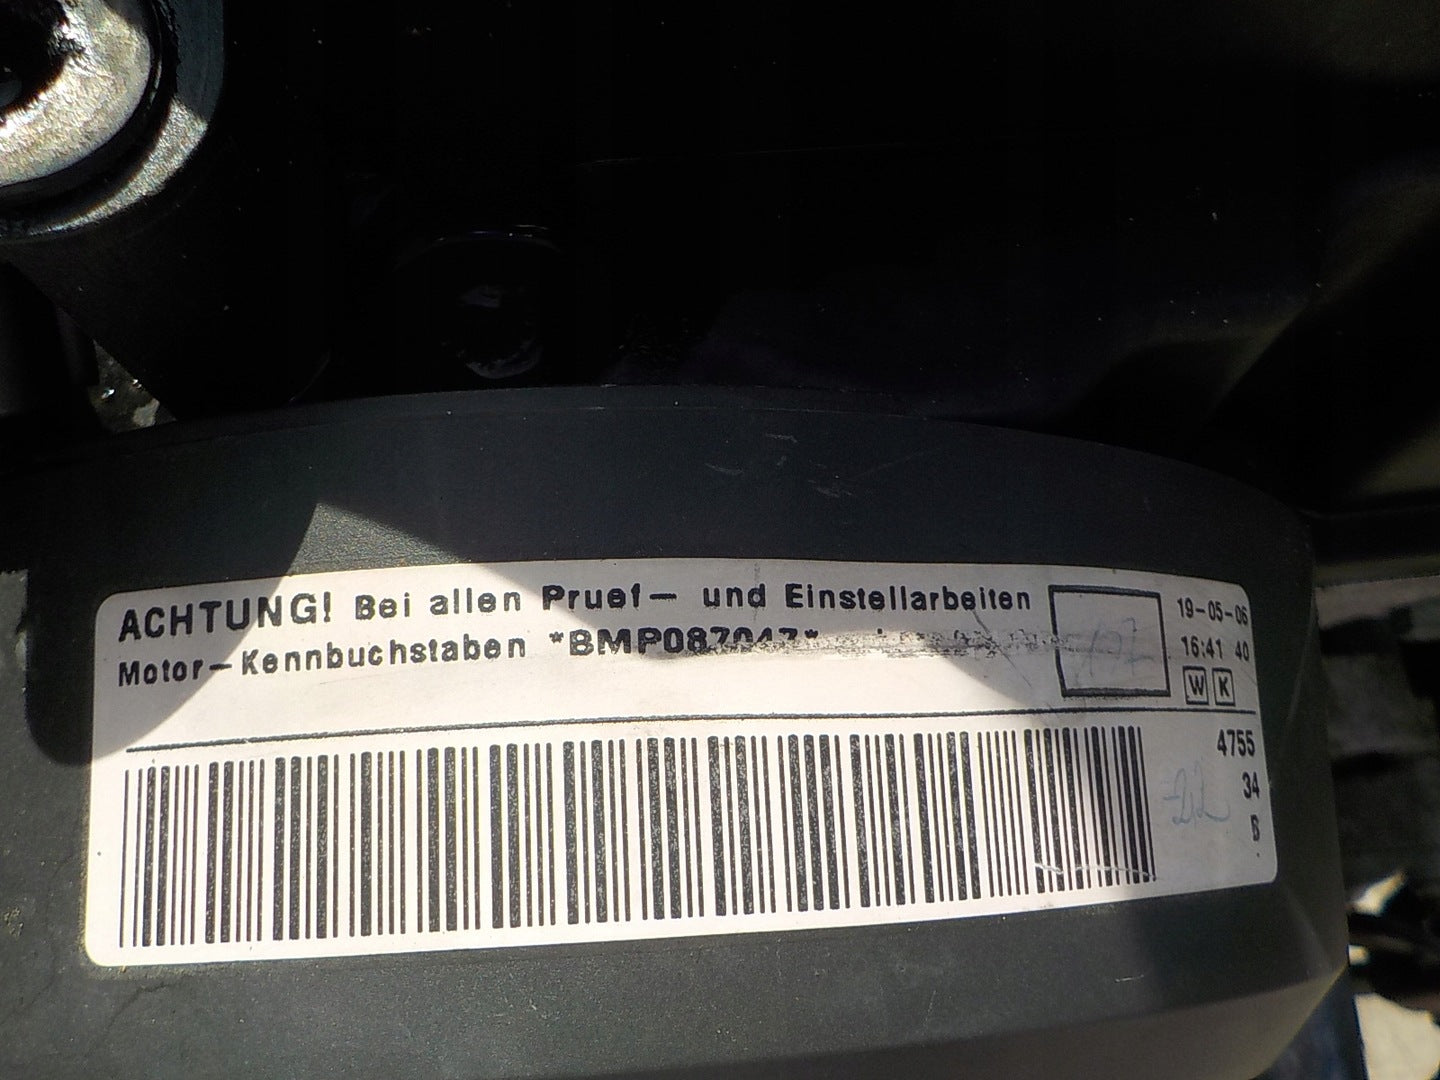 ACHTUNG! Bei allen Pruef- und Einstellarbeiten
Motor-Kennbuchstaben *BMP087047*
19-05-06
16:41 40
W K
4755
34